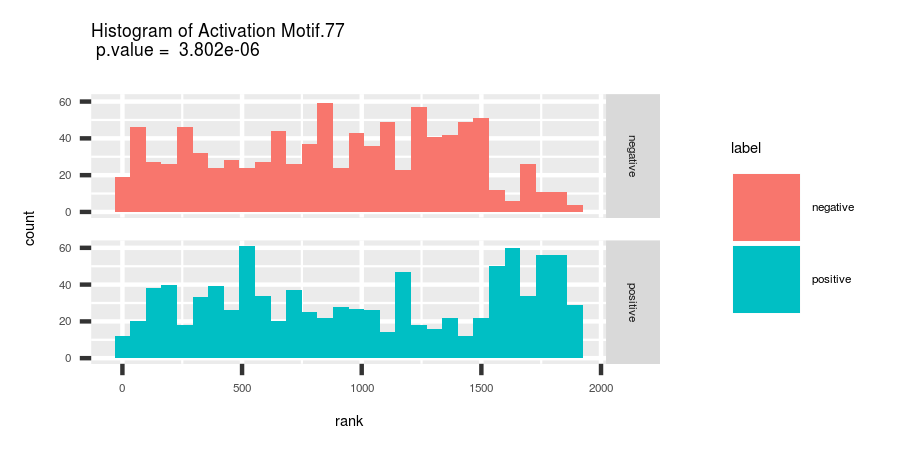 Histogram of Activation Motif.77
p.value = 3.802e-06
60
40
20
0
negative
60
40
20
0
positive
0 500 1000 1500 2000
rank
count
label
negative
positive